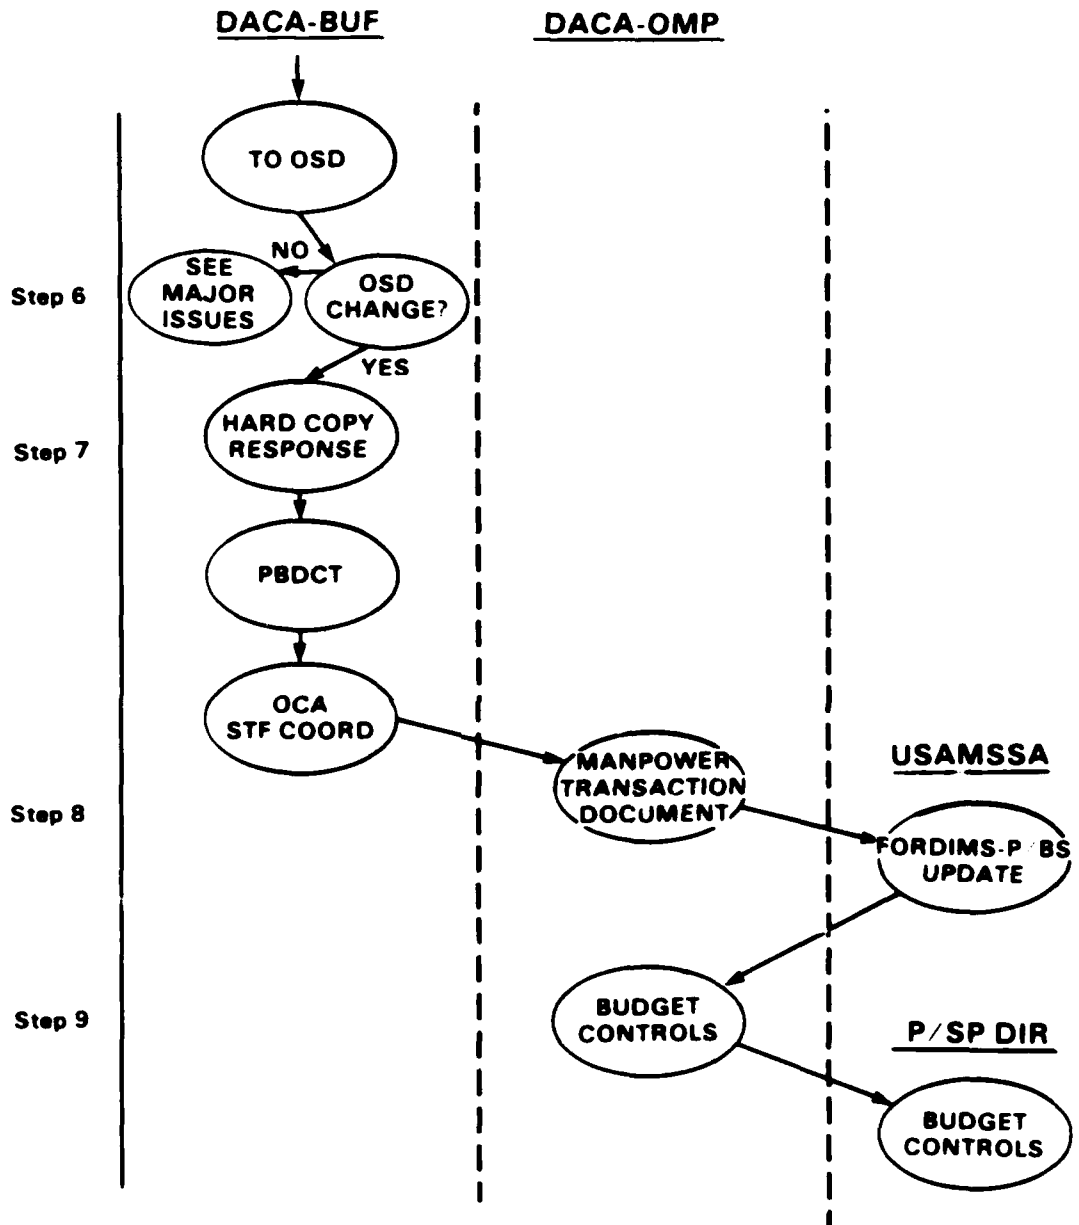 DACA-BUF
DACA-OMP
TO OSD
NO
SEE
MAJOR
ISSUES
OSD
CHANGE?
Step 6
YES
HARD COPY
RESPONSE
Step 7
PBDCT
OCA
STF COORD
MANPOWER
TRANSACTION
DOCUMENT
USAMSSA
Step 8
FORDIMS-P/BS
UPDATE
Step 9
BUDGET
CONTROLS
P/SP DIR
BUDGET
CONTROLS